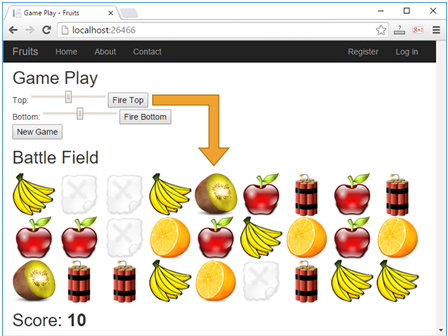 Game Play - Fruits
localhost:26466
Fruits Home About Contact Register Log in
Game Play
Top: Fire Top
Bottom: Fire Bottom
New Game
Battle Field
Score: 10